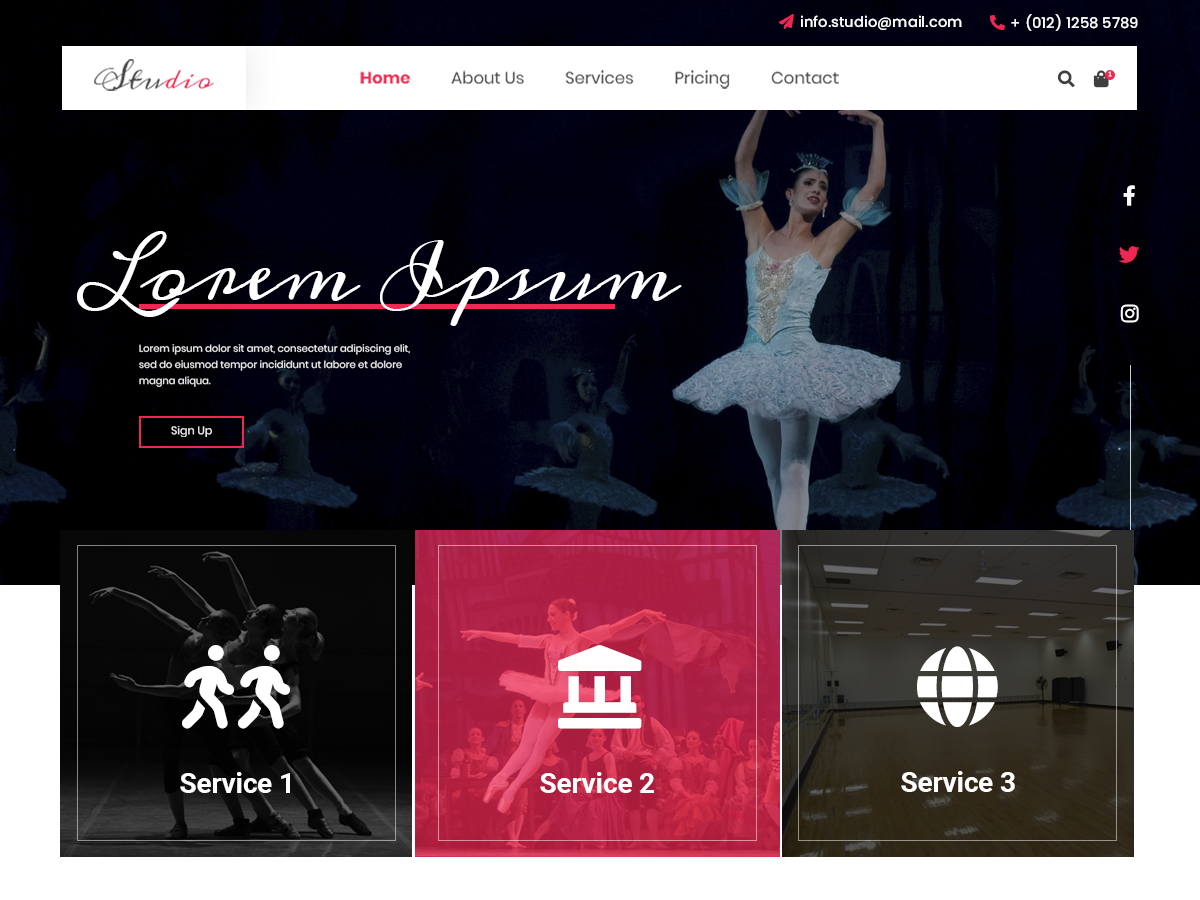 info.studio@mail.com
+ (012) 1258 5789
Studio
Home
About Us
Services
Pricing
Contact
1
Lorem Ipsum
Lorem ipsum dolor sit amet, consectetur adipiscing elit,
sed do eiusmod tempor incididunt ut labore et dolore
magna aliqua.
Sign Up
Service 1
Service 2
Service 3